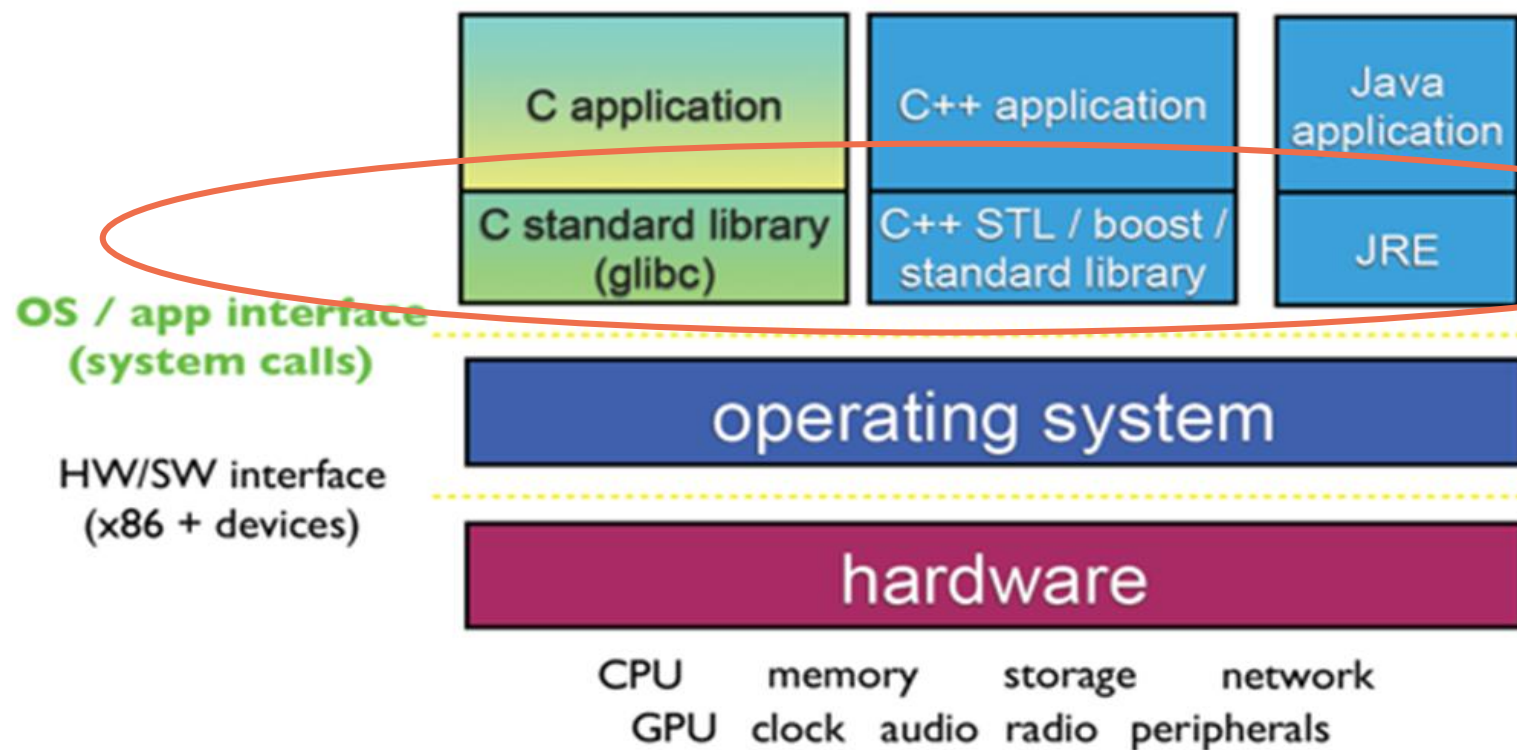 C application
C++ application
Java
application
C standard library
(glibc)
C++ STL / boost /
standard library
JRE
OS / app interface
(system calls)
operating system
HW/SW interface
(x86 + devices)
hardware
CPU memory storage network
GPU clock audio radio peripherals